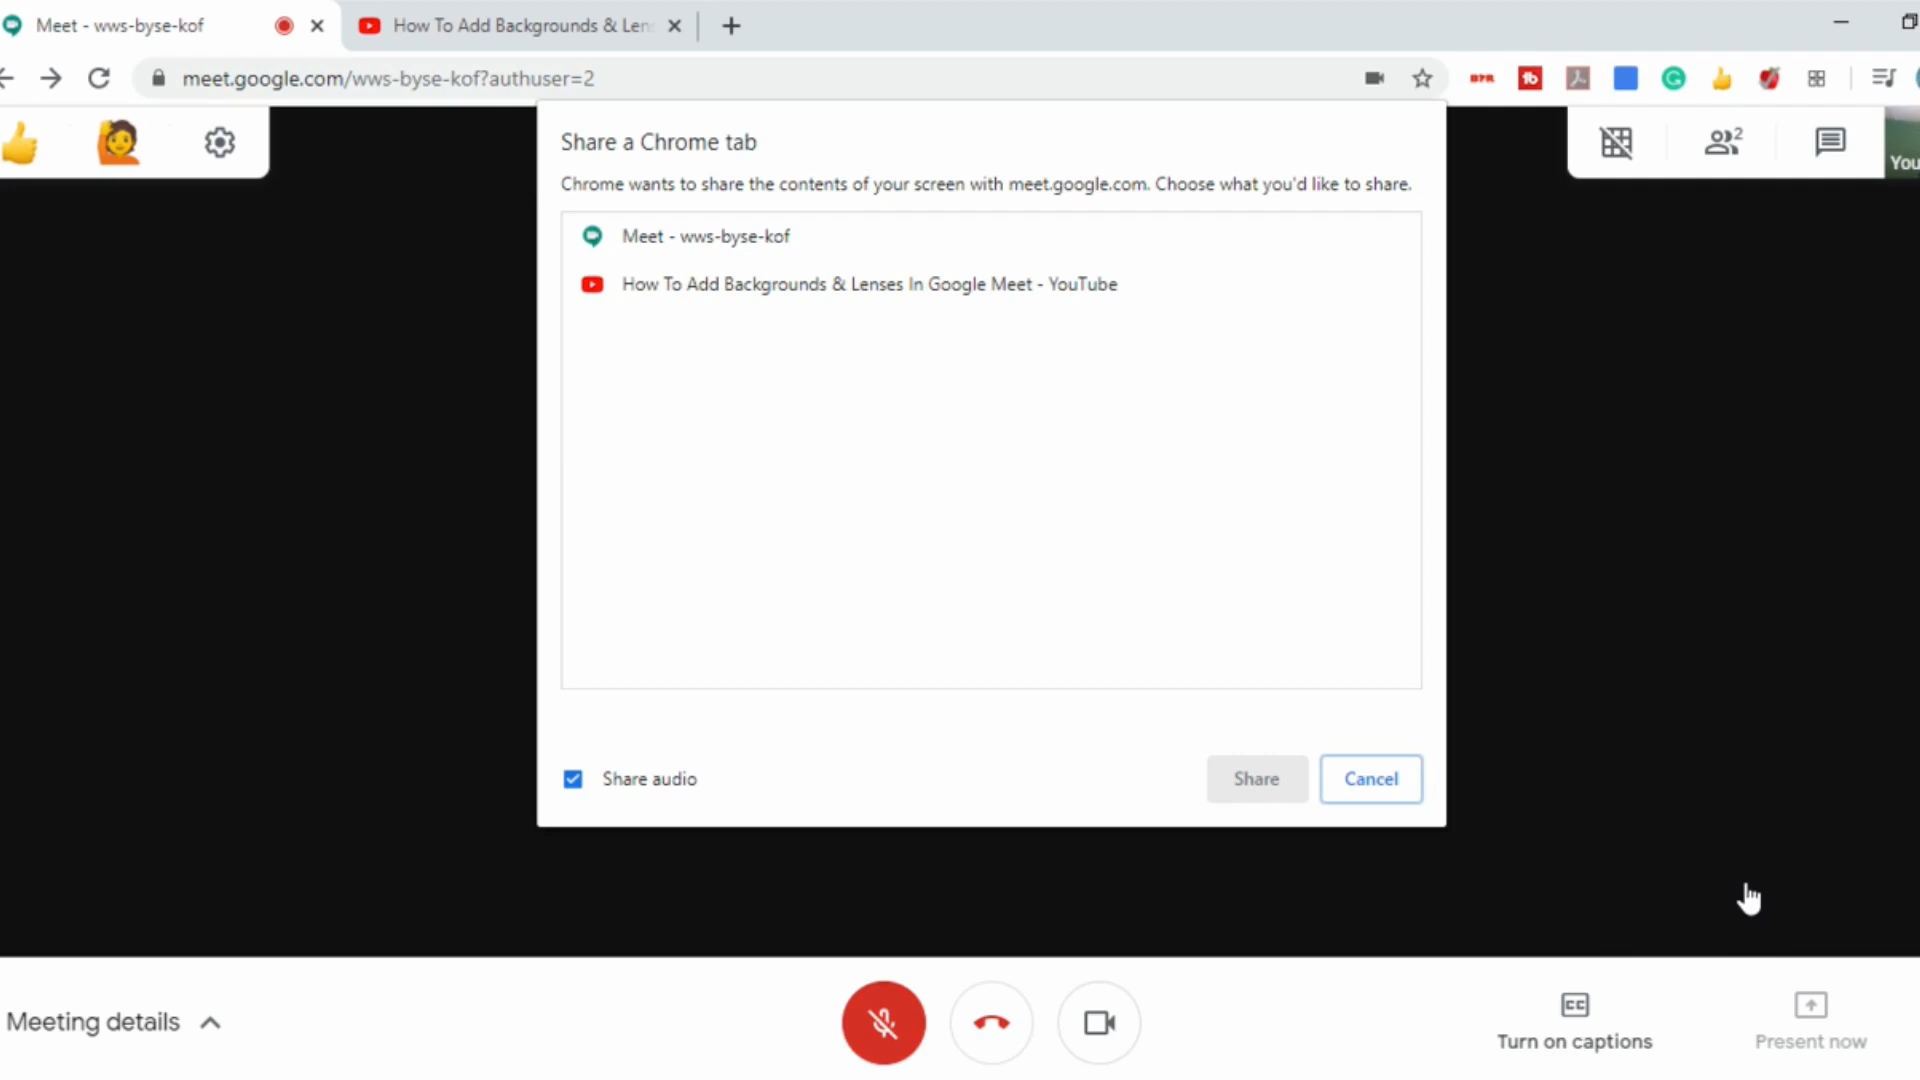 Meet - wws-byse-kof
How To Add Backgrounds & Len
meet.google.com/wws-byse-kof?authuser=2
Share a Chrome tab
Chrome wants to share the contents of your screen with meet.google.com. Choose what you'd like to share.
Meet - wws-byse-kof
How To Add Backgrounds & Lenses In Google Meet - YouTube
2
You
Share audio
Share
Cancel
Meeting details
CC
Turn on captions
Present now